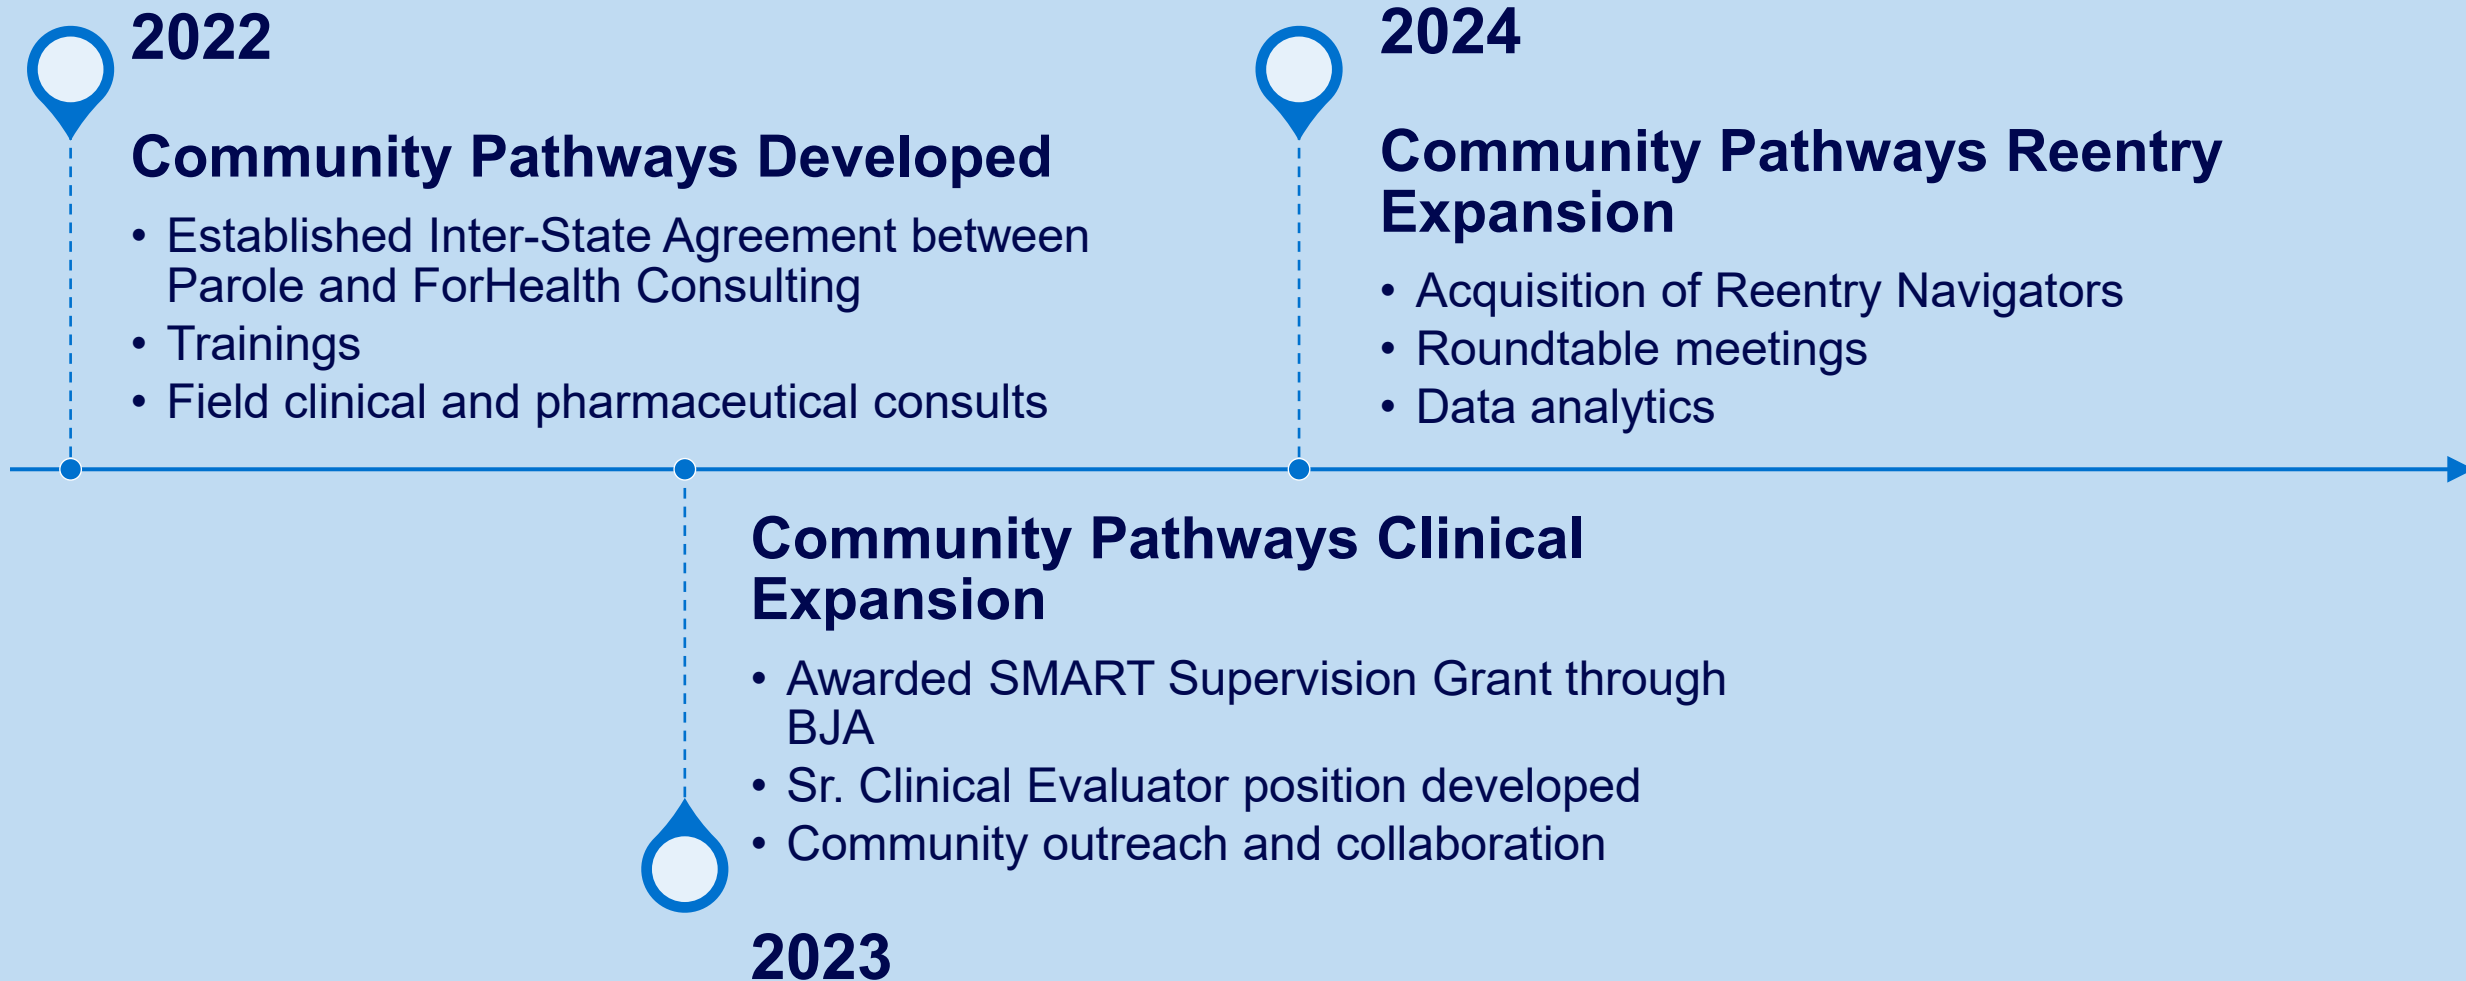 2022
Community Pathways Developed
• Established Inter-State Agreement between
Parole and ForHealth Consulting
• Trainings
• Field clinical and pharmaceutical consults
Community Pathways Clinical
Expansion
• Awarded SMART Supervision Grant through
BJA
• Sr. Clinical Evaluator position developed
• Community outreach and collaboration
2023
2024
Community Pathways Reentry
Expansion
• Acquisition of Reentry Navigators
• Roundtable meetings
• Data analytics